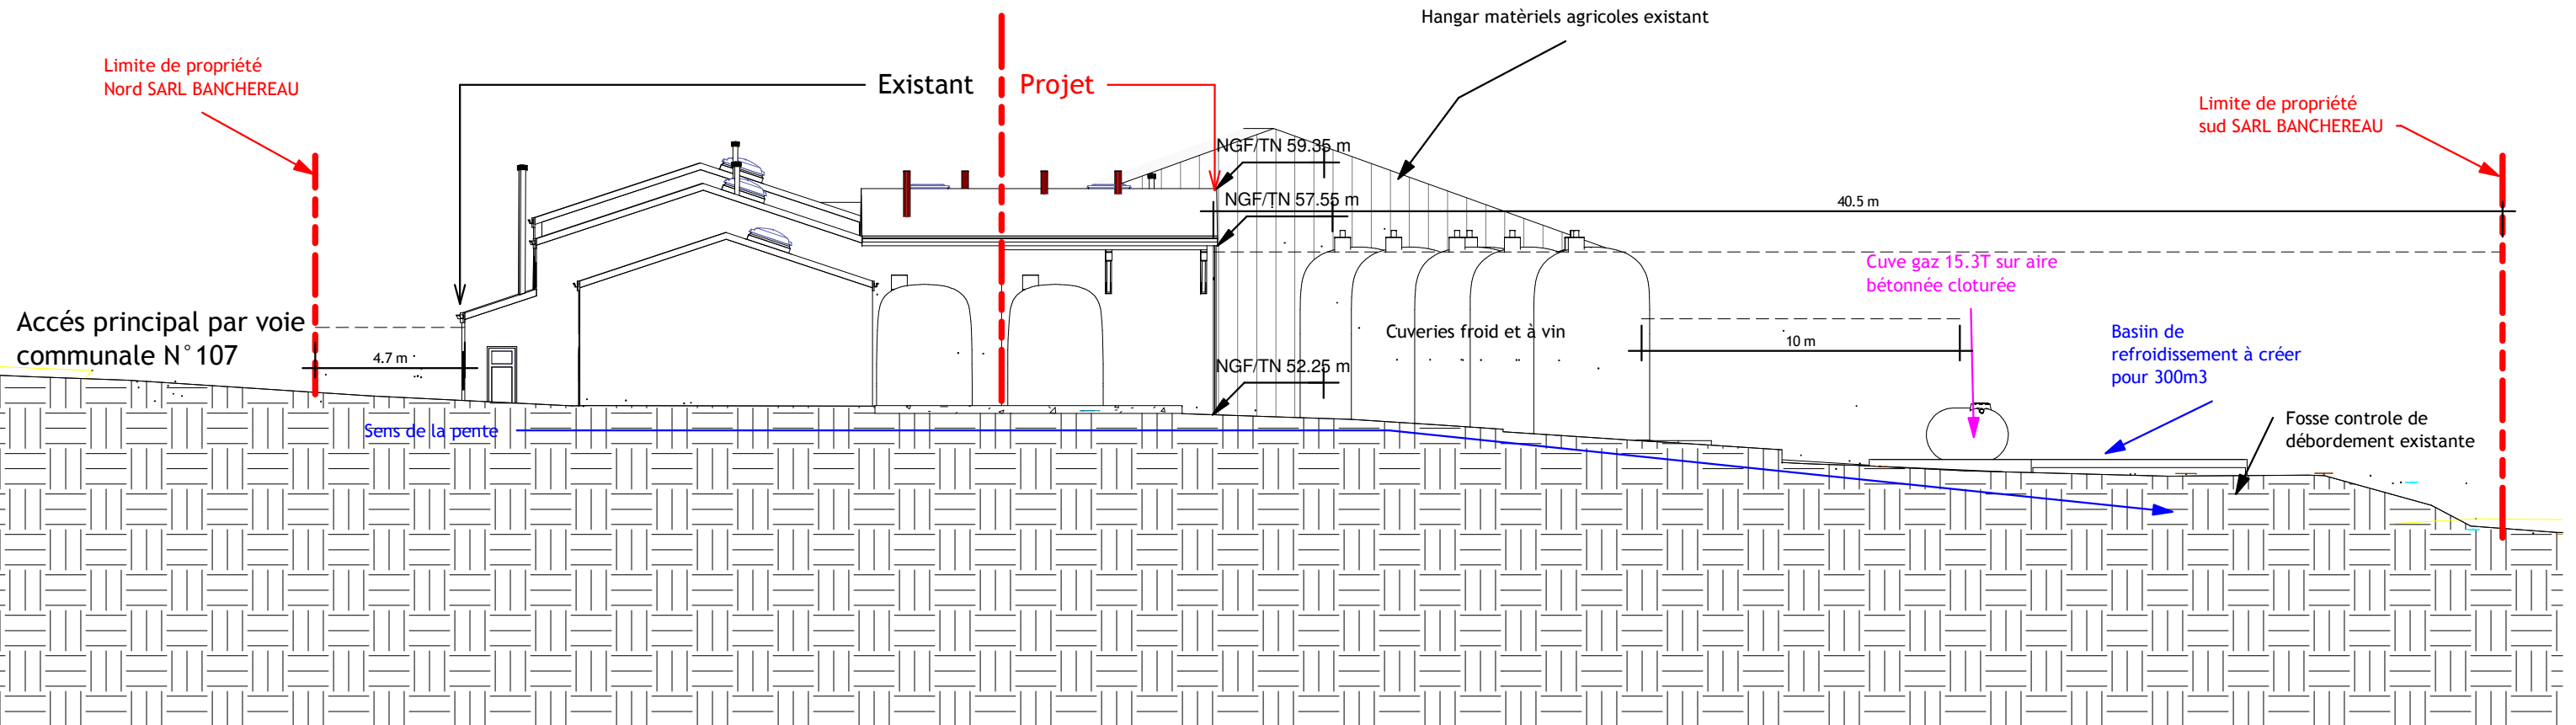 Hangar matèriels agricoles existant
Limite de propriété
Nord SARL BANCHEREAU
Existant
Projet
Limite de propriété
sud SARL BANCHEREAU
NGF/TN 59.35 m
NGF/TN 57.55 m
40.5 m
Cuve gaz 15.3T sur aire
bétonnée cloturée
Accés principal par voie
communale N°107
4.7 m
Cuveries froid et à vin
10 m
Basiin de
refroidissement à créer
pour 300m3
NGF/TN 52.25 m
Sens de la pente
Fosse controle de
débordement existante